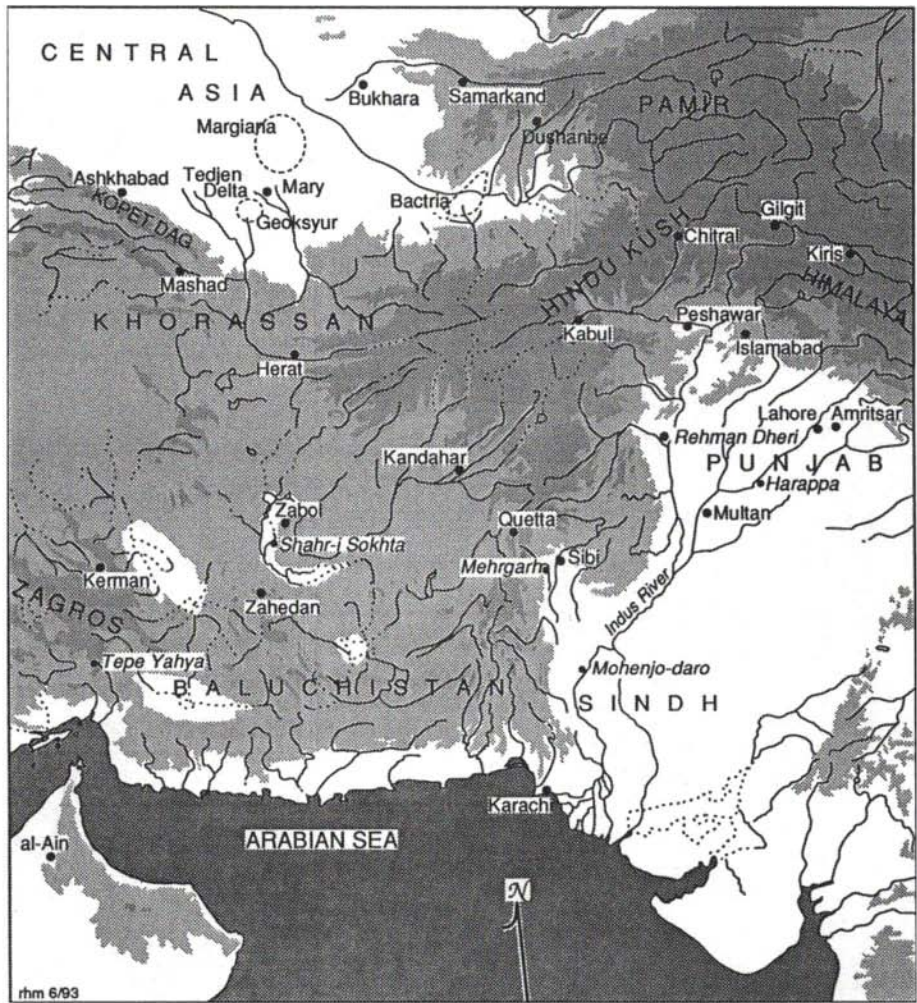 CENTRAL
ASIA
Bukhara
Samarkand
PAMIR
Margiana
Dushanbe
Ashkhabad
Tedjen
Delta
Mary
Bactria
Geoksyur
KOPET DAG
Gilgit
Chitral
Kiris
HINDU KUSH
HIMALAYA
Mashad
KHORASSAN
Peshawar
Kabul
Islamabad
Herat
Lahore
Amritsar
Rehman Dheri
PUNJAB
Kandahar
Harappa
Zabol
Quetta
Multan
Shahr-i Sokhta
Mehrgarh
Sibi
Kerman
Zahedan
Indus River
ZAGROS
Tepe Yahya
Mohenjo-daro
BALUCHISTAN
SINDH
Karachi
ARABIAN SEA
al-Ain
N
rhm 6/93